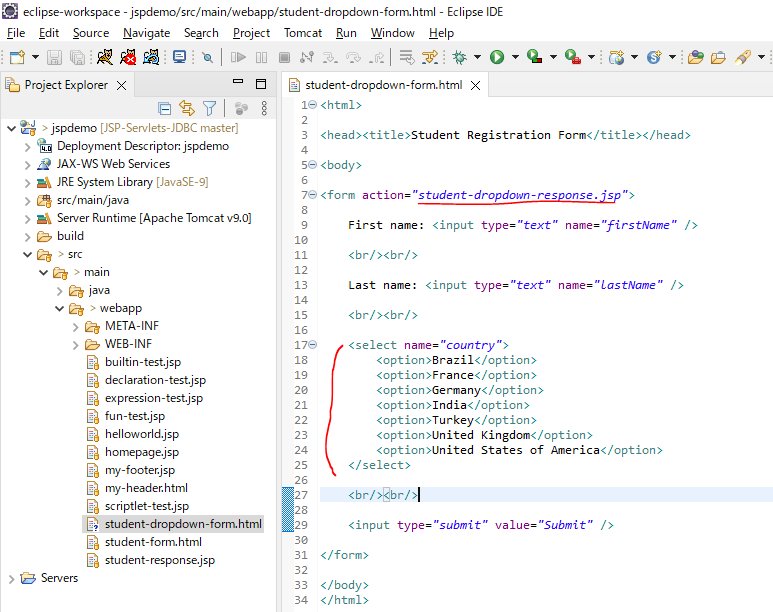 eclipse-workspace - jspdemo/src/main/webapp/student-dropdown-form.html - Eclipse IDE
File Edit Source Navigate Search Project Tomcat Run Window Help
Project Explorer
jspdemo [JSP-Servlets-JDBC master]
Deployment Descriptor: jspdemo
JAX-WS Web Services
JRE System Library [JavaSE-9]
src/main/java
Server Runtime [Apache Tomcat v9.0]
build
src
main
java
webapp
META-INF
WEB-INF
builtin-test.jsp
declaration-test.jsp
expression-test.jsp
fun-test.jsp
helloworld.jsp
homepage.jsp
my-footer.jsp
my-header.html
scriptlet-test.jsp
student-dropdown-form.html
student-form.html
student-response.jsp
Servers
student-dropdown-form.html
1 <html>
2
3 <head><title>Student Registration Form</title></head>
4
5 <body>
6
7 <form action="student-dropdown-response.jsp">
8
9 First name: <input type="text" name="firstName" />
10
11 <br/><br/>
12
13 Last name: <input type="text" name="lastName" />
14
15 <br/><br/>
16
17 <select name="country">
18 <option>Brazil</option>
19 <option>France</option>
20 <option>Germany</option>
21 <option>India</option>
22 <option>Turkey</option>
23 <option>United Kingdom</option>
24 <option>United States of America</option>
25 </select>
26
27 <br/><br/>
28
29 <input type="submit" value="Submit" />
30
31 </form>
32
33 </body>
34 </html>